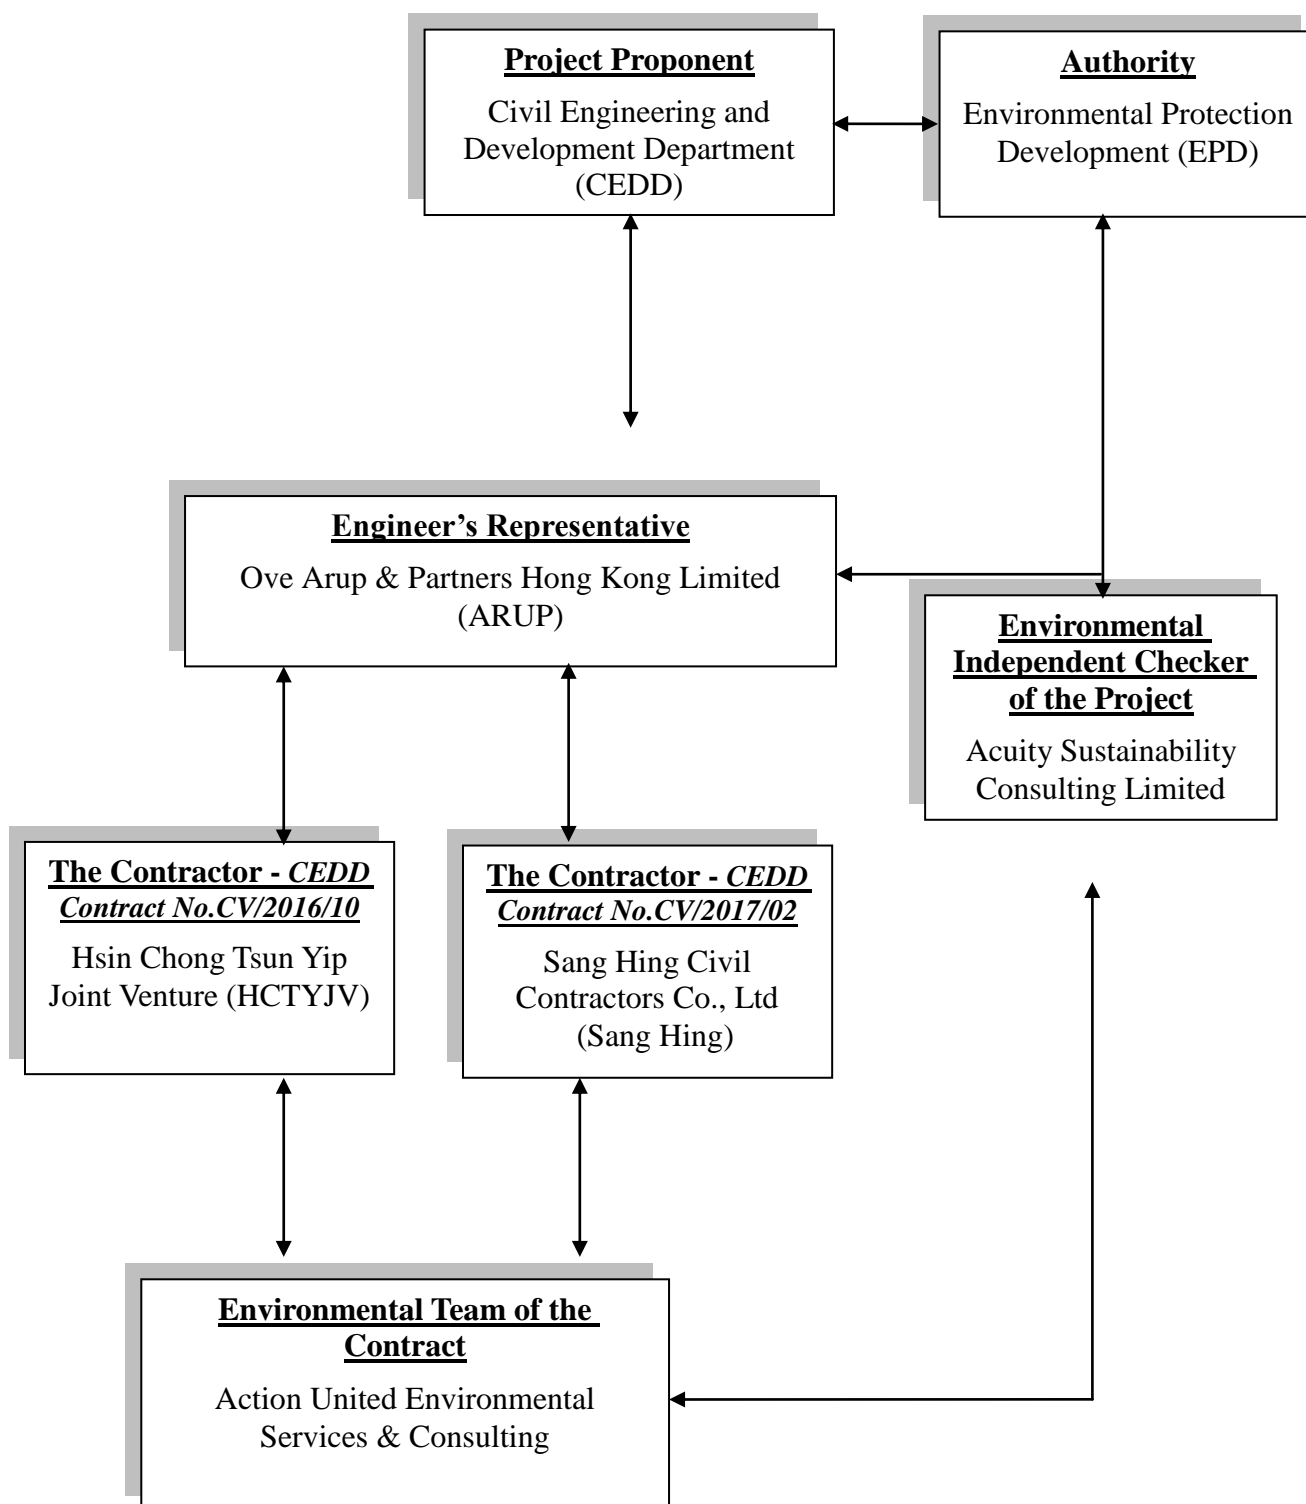 Project Proponent
Civil Engineering and
Development Department
(CEDD)
Authority
Environmental Protection
Development (EPD)
Engineer’s Representative
Ove Arup & Partners Hong Kong Limited
(ARUP)
Environmental
Independent Checker
of the Project
Acuity Sustainability
Consulting Limited
The Contractor - CEDD
Contract No.CV/2016/10
Hsin Chong Tsun Yip
Joint Venture (HCTYJV)
The Contractor - CEDD
Contract No.CV/2017/02
Sang Hing Civil
Contractors Co., Ltd
(Sang Hing)
Environmental Team of the
Contract
Action United Environmental
Services & Consulting